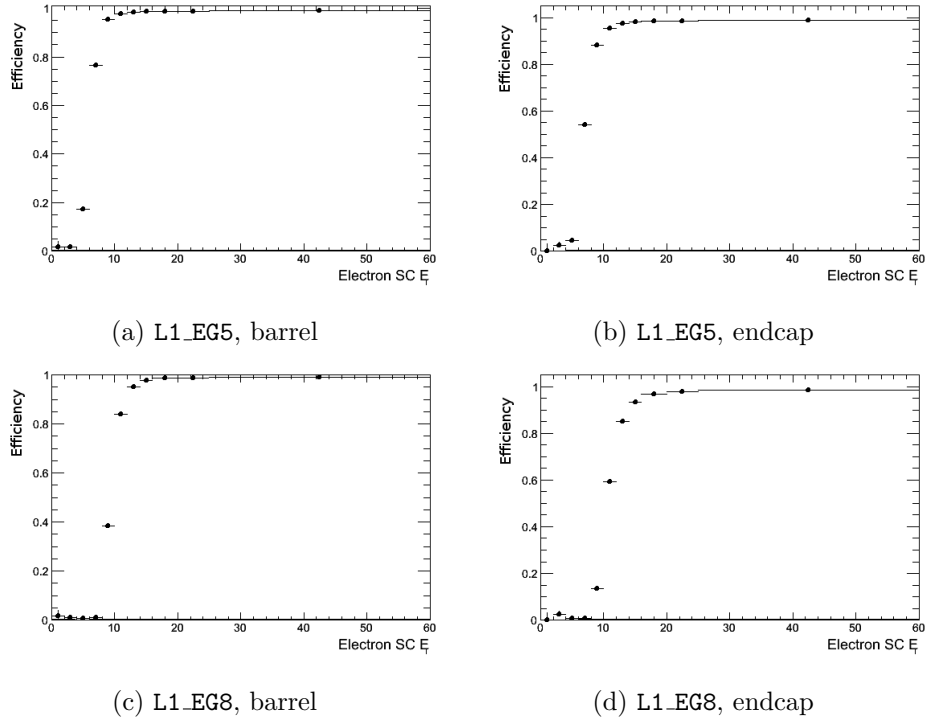 Efficiency
1
0.8
0.6
0.4
0.2
0
0 10 20 30 40 50 60
Electron SC E_T
(a) L1_EG5, barrel
Efficiency
1
0.8
0.6
0.4
0.2
0
0 10 20 30 40 50 60
Electron SC E_T
(b) L1_EG5, endcap
Efficiency
1
0.8
0.6
0.4
0.2
0
0 10 20 30 40 50 60
Electron SC E_T
(c) L1_EG8, barrel
Efficiency
1
0.8
0.6
0.4
0.2
0
0 10 20 30 40 50 60
Electron SC E_T
(d) L1_EG8, endcap